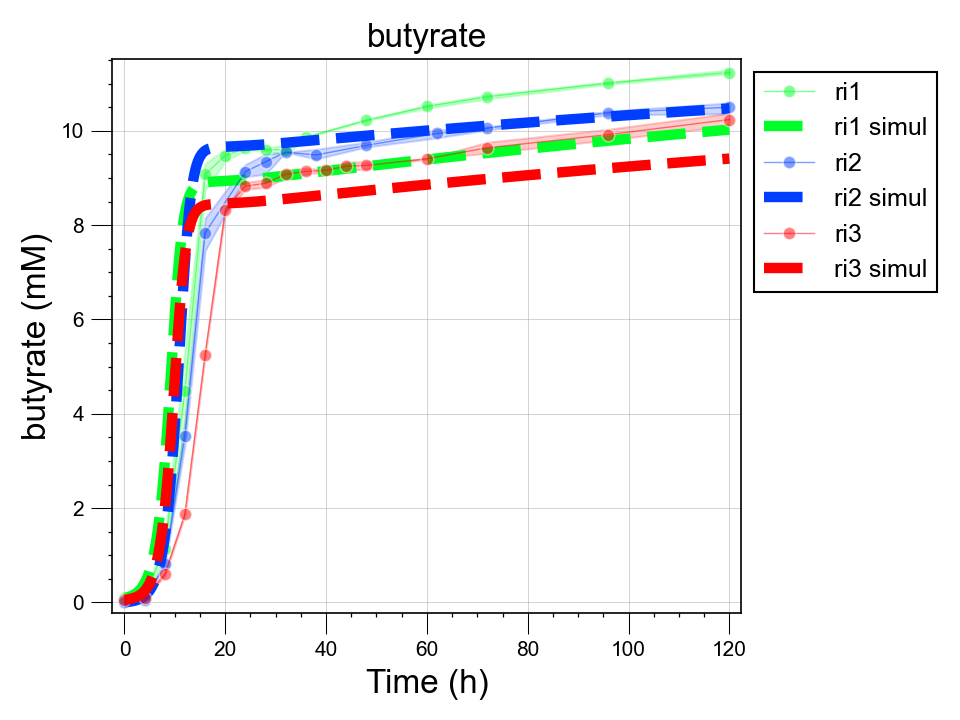 butyrate
butyrate (mM)
10
8
6
4
2
0
0 20 40 60 80 100 120
Time (h)
ri1
ri1 simul
ri2
ri2 simul
ri3
ri3 simul